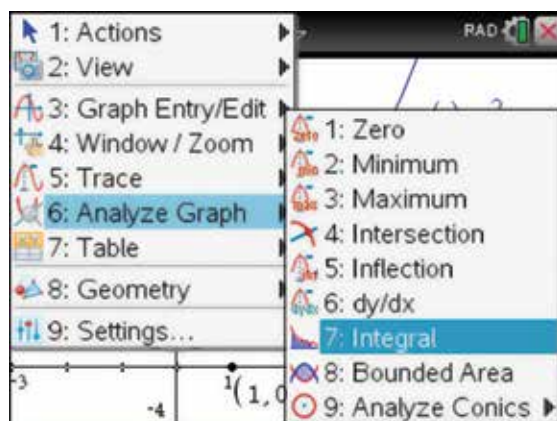 RAD
1: Actions
2: View
3: Graph Entry/Edit
4: Window / Zoom
5: Trace
6: Analyze Graph
7: Table
8: Geometry
9: Settings...
1: Zero
2: Minimum
3: Maximum
4: Intersection
5: Inflection
6: dy/dx
7: Integral
8: Bounded Area
9: Analyze Conics
-3
1
(1, 0
-4